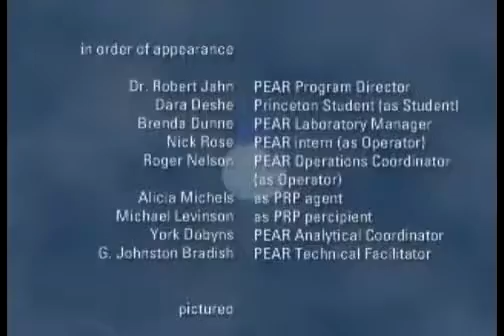 in order of appearance
Dr. Robert Jahn PEAR Program Director
Dara Deshe Princeton Student (as Student)
Brenda Dunne PEAR Laboratory Manager
Nick Rose PEAR intern (as Operator)
Roger Nelson PEAR Operations Coordinator
(as Operator)
Alicia Michels as PRP agent
Michael Levinson as PRP percipient
York Dobyns PEAR Analytical Coordinator
G. Johnston Bradish PEAR Technical Facilitator
pictured